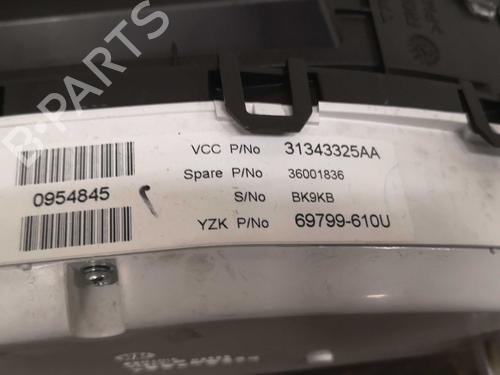 B-PARTS
VCC P/No 31343325AA
Spare P/No 36001836
S/No BK9KB
YZK P/No 69799-610U
0954845